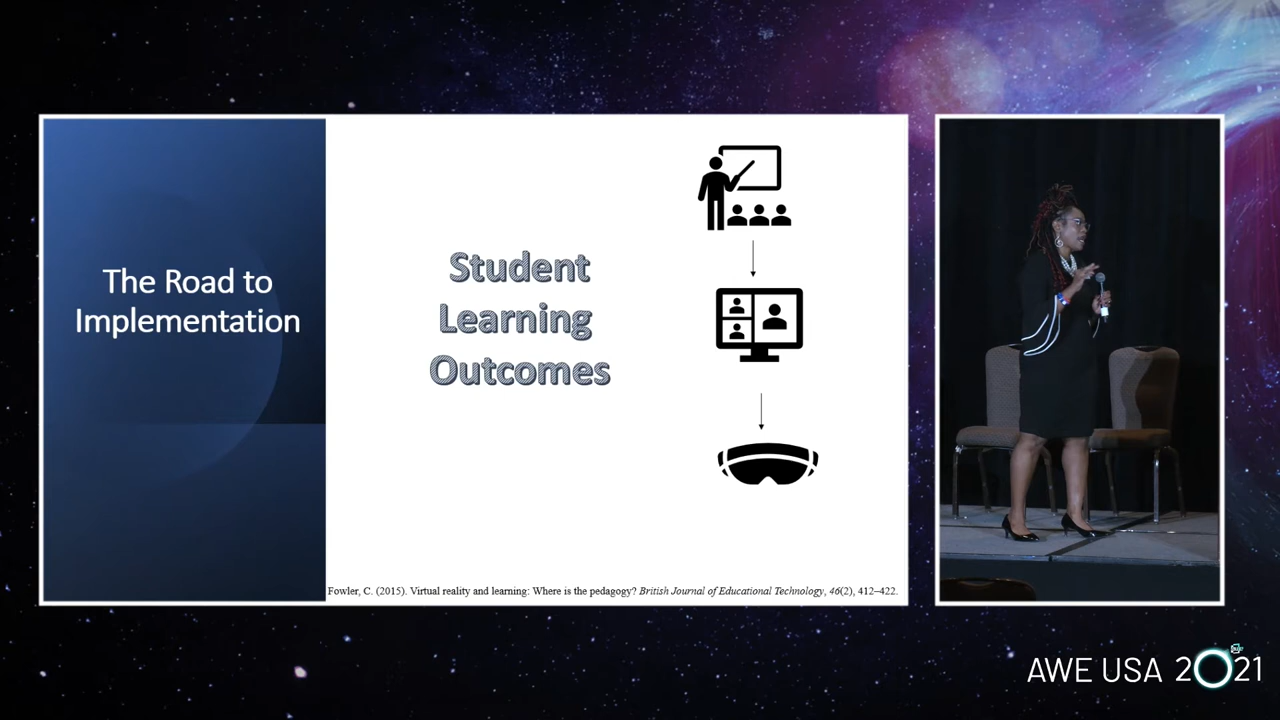 The Road to
Implementation
Student
Learning
Outcomes
Fowler, C. (2015). Virtual reality and learning: Where is the pedagogy? British Journal of Educational Technology, 46(2), 412–422.
AWE USA 2021